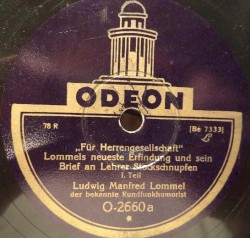 ODEON
78 R
[Be 7333]
„Für Herrengesellschaft"
Lommels neueste Erfindung und sein
Brief an Lehrer Stockschnupfen
I. Teil
Ludwig Manfred Lommel
der bekannte Rundfunkhumorist
O-2660a